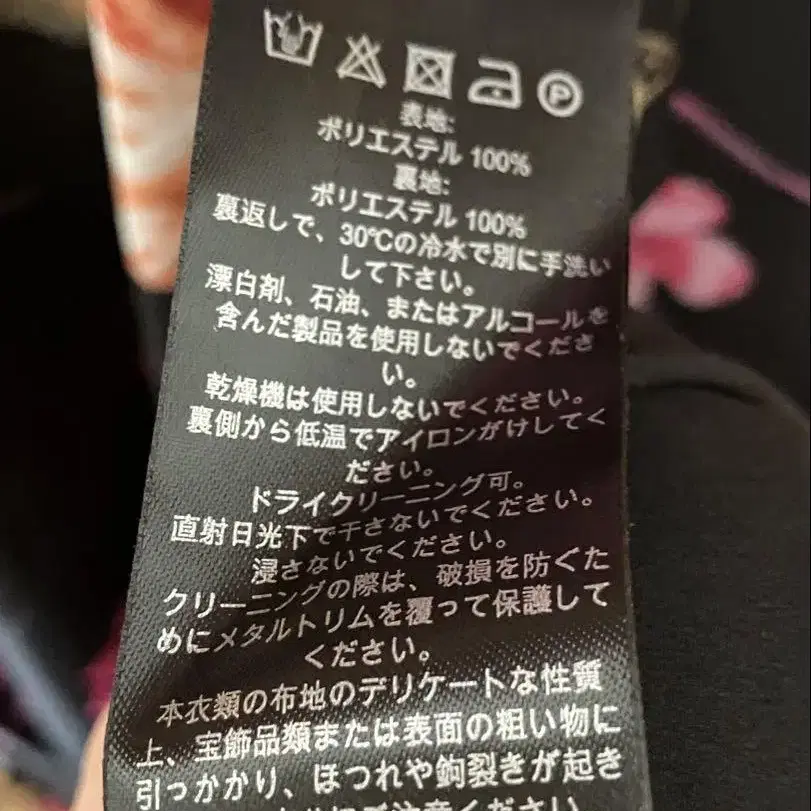 P
表地:
ポリエステル 100%
裏地:
ポリエステル 100%
裏返しで、30℃の冷水で別に手洗い
して下さい。
漂白剤、石油、またはアルコールを
含んだ製品を使用しないでくださ
い。
乾燥機は使用しないでください。
裏側から低温でアイロンがけしてく
ださい。
ドライクリーニング可。
直射日光下で干さないでください。
浸さないでください。
クリーニングの際は、破損を防ぐた
めにメタルトリムを覆って保護して
ください。
本衣類の布地のデリケートな性質
上、宝飾品類または表面の粗い物に
引っかかり、ほつれや鉤裂きが起き
ご注意ください